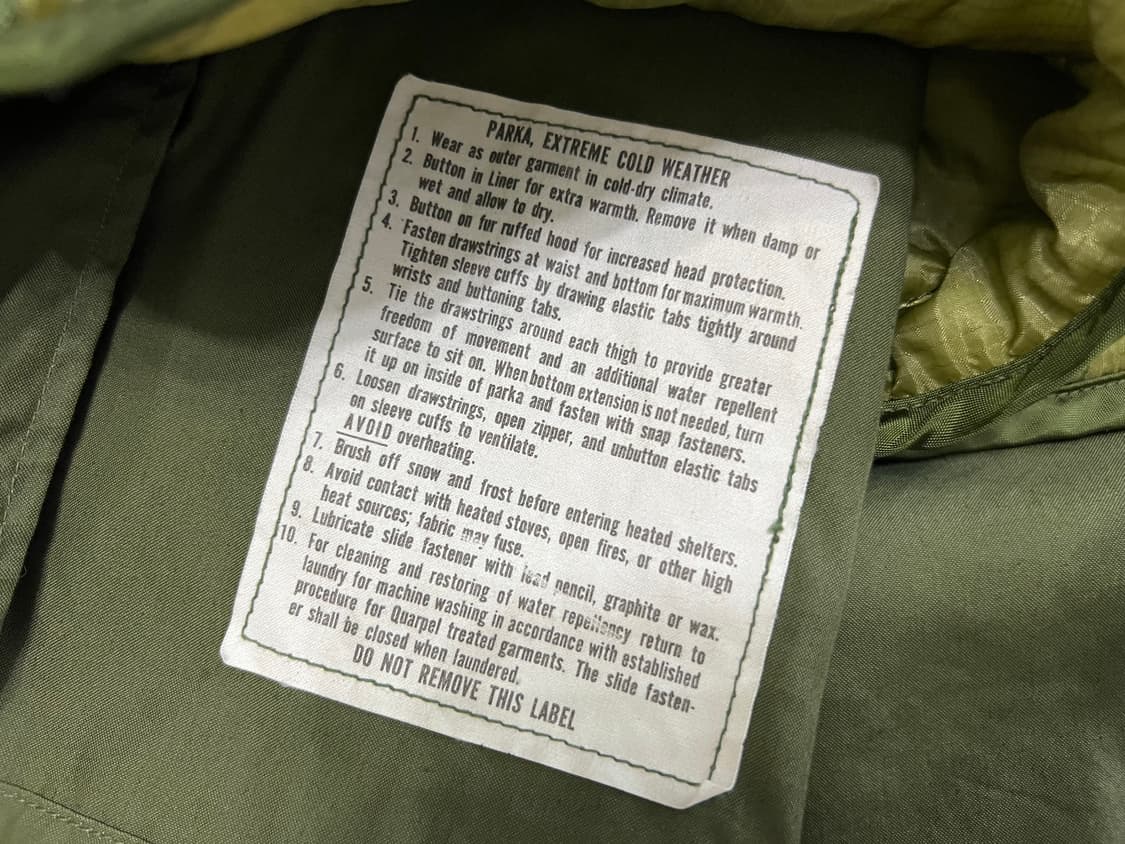 PARKA, EXTREME COLD WEATHER
1. Wear as outer garment in cold-dry climate.
2. Button in Liner for extra warmth. Remove it when damp or
wet and allow to dry.
3. Button on fur ruffed hood for increased head protection.
4. Fasten drawstrings at waist and bottom for maximum warmth.
Tighten sleeve cuffs by drawing elastic tabs tightly around
wrists and buttoning tabs.
5. Tie the drawstrings around each thigh to provide greater
freedom of movement and an additional water repellent
surface to sit on. When bottom extension is not needed, turn
it up on inside of parka and fasten with snap fasteners.
6. Loosen drawstrings, open zipper, and unbutton elastic tabs
on sleeve cuffs to ventilate.
AVOID overheating.
7. Brush off snow and frost before entering heated shelters.
8. Avoid contact with heated stoves, open fires, or other high
heat sources; fabric may fuse.
9. Lubricate slide fastener with lead pencil, graphite or wax.
10. For cleaning and restoring of water repellency return to
laundry for machine washing in accordance with established
procedure for Quarpel treated garments. The slide fasten-
er shall be closed when laundered.
DO NOT REMOVE THIS LABEL